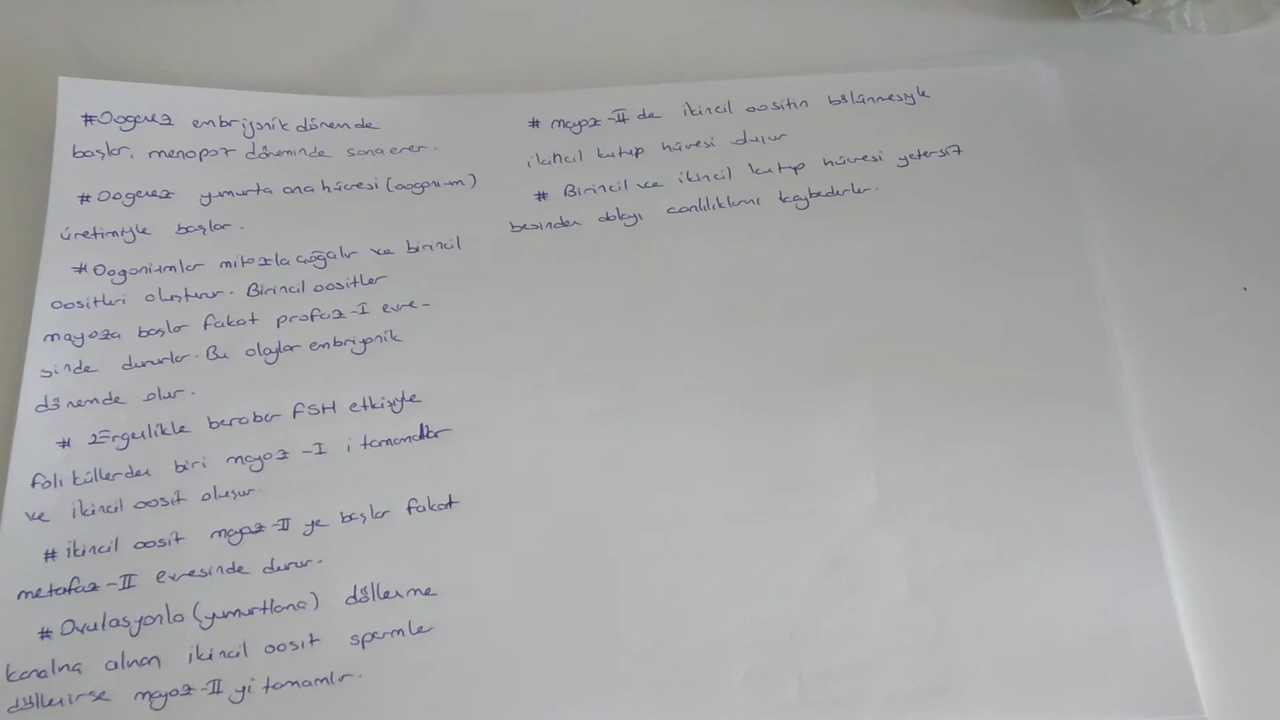 #Oogenez embriyonik dönemde
başlar, menopoz döneminde sona erer.
#Oogenez yumurta ana hücresi (oogonium)
üretimiyle başlar.
#Oogoniumlar mitozla çoğalır ve birincil
oositleri oluşturur. Birincil oositler
mayoza başlar fakat profaz-I evre-
sinde dururlar. Bu olaylar embriyonik
dönemde olur.
# Ergenlikle beraber FSH etkisiyle
foliküllerden biri mayoz-I i tamamlar
ve ikincil oosit oluşur.
# ikincil oosit mayoz-II ye başlar fakat
metafaz-II evresinde durur.
# Ovulasyonla (yumurtlama) döllenme
kanalına alınan ikincil oosit spermle
döllenirse mayoz-II yi tamamlar.
# mayoz-II de ikincil oositin bölünmesiyle
ikincil kutup hücresi oluşur
# Birincil ve ikincil kutup hücresi yetersiz
besinden dolayı canlılıklarını kaybederler.